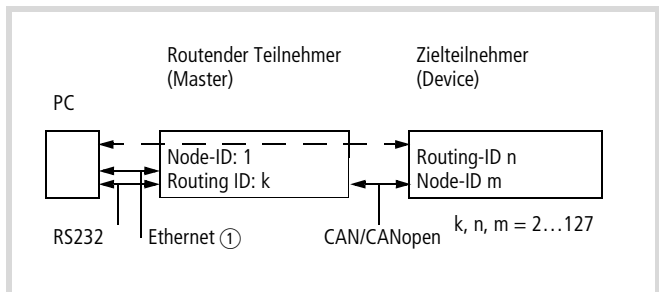 Routender Teilnehmer
(Master)
Zielteilnehmer
(Device)
PC
Node-ID: 1
Routing ID: k
Routing-ID n
Node-ID m
RS232
Ethernet ①
CAN/CANopen
k, n, m = 2…127